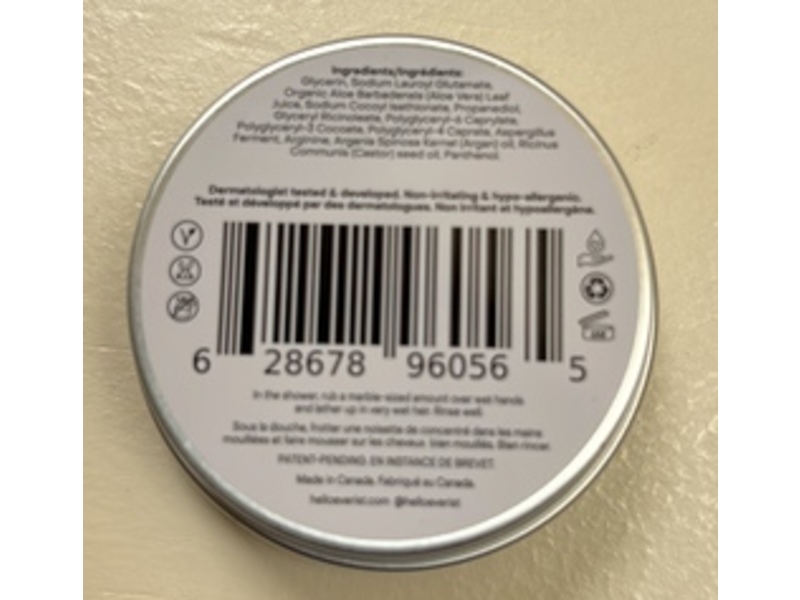 Ingredients/Ingrédients:
Glycerin, Sodium Lauroyl Glutamate,
Organic Aloe Barbadensis (Aloe Vera) Leaf
Juice, Sodium Cocoyl Isethionate, Propanediol,
Glyceryl Ricinoleate, Polyglyceryl-6 Caprylate,
Polyglyceryl-3 Cocoate, Polyglyceryl-4 Caprate, Aspergillus
Ferment, Arginine, Argania Spinosa Kernel (Argan) oil, Ricinus
Communis (Castor) seed oil, Panthenol.
Dermatologist tested & developed. Non-irritating & hypo-allergenic.
Testé et développé par des dermatologues. Non irritant et hypoallergène.
6 28678 96056 5
In the shower, rub a marble-sized amount over wet hands
and lather up in very wet hair. Rinse well.
Sous la douche, frotter une noisette de concentré dans les mains
mouillées et faire mousser sur les cheveux bien mouillés. Bien rincer.
PATENT-PENDING. EN INSTANCE DE BREVET.
Made in Canada. Fabriqué au Canada.
helloeverist.com @helloeverist